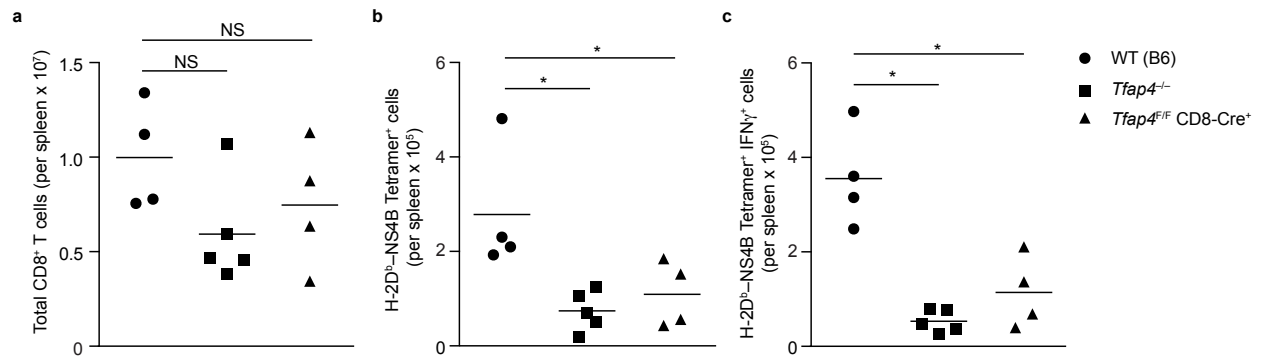 a
NS
NS
1.5
1.0
0.5
0
Total CD8⁺ T cells (per spleen x 10⁷)
b
*
*
6
4
2
0
H-2Dᵇ–NS4B Tetramer⁺ cells
(per spleen x 10⁵)
c
*
*
6
4
2
0
H-2Dᵇ–NS4B Tetramer⁺ IFNγ⁺ cells
(per spleen x 10⁵)
WT (B6)
Tfap4⁻/⁻
Tfap4ᶠ/ᶠ CD8-Cre⁺